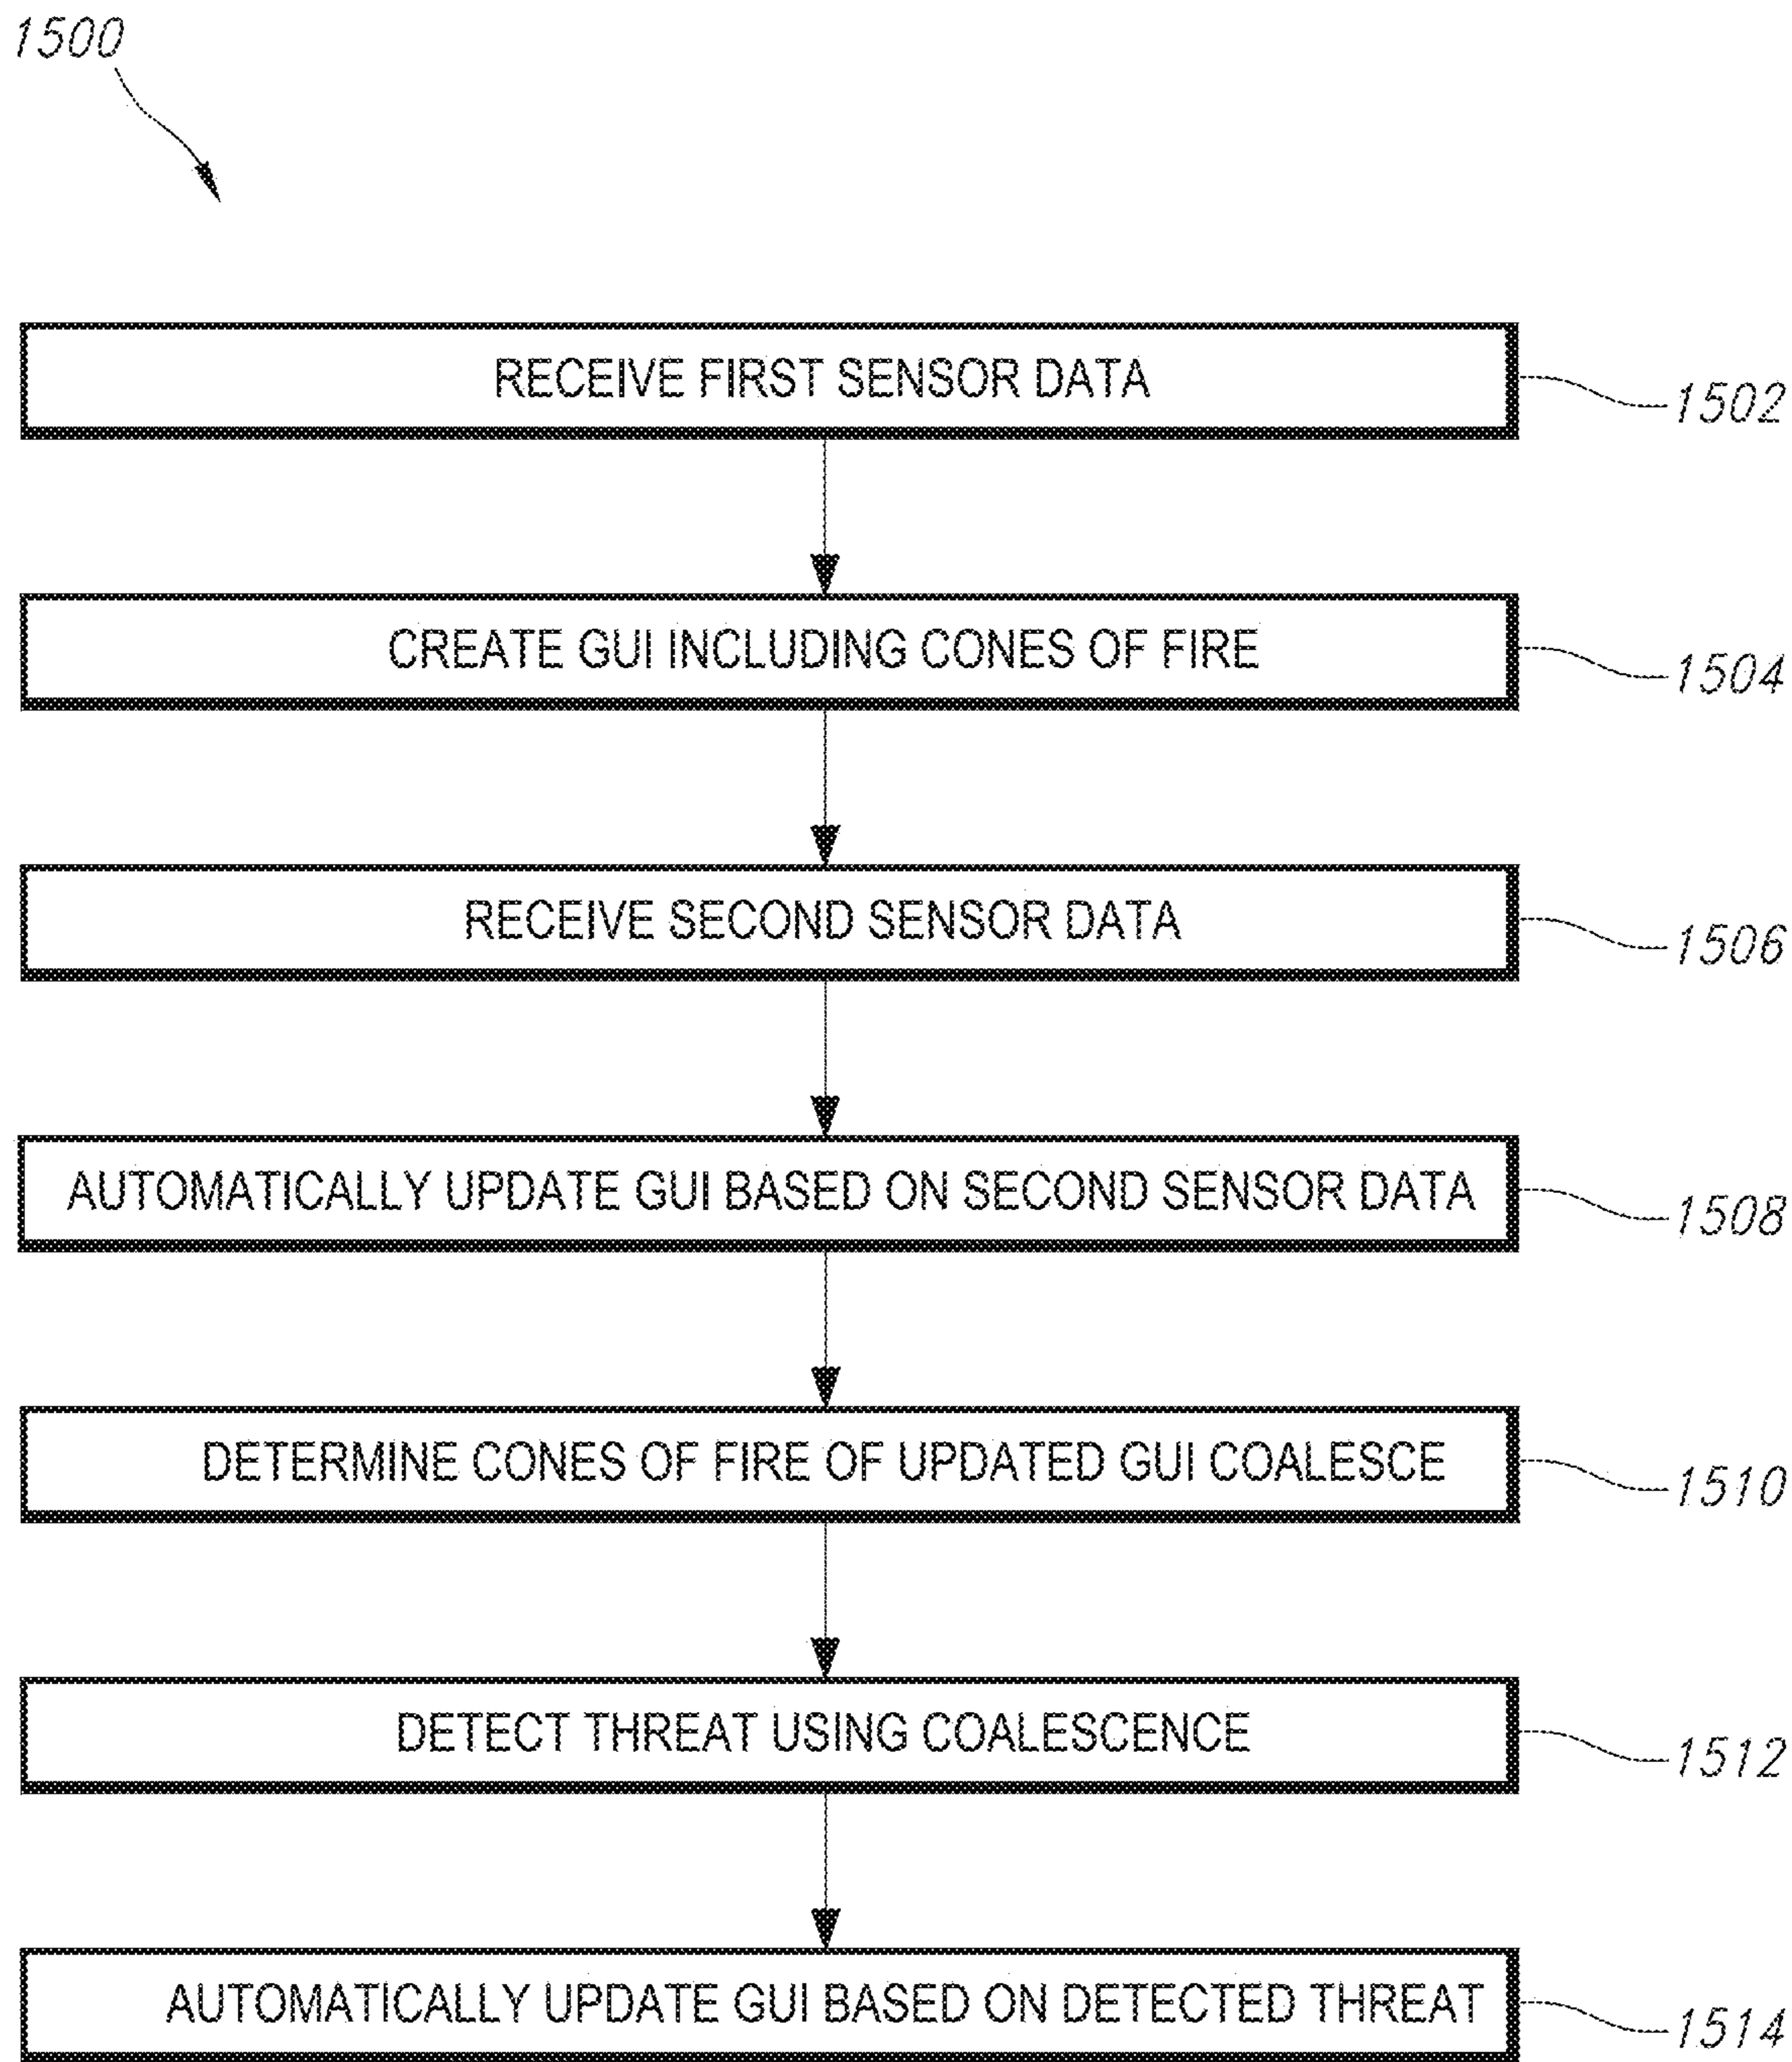 1500
RECEIVE FIRST SENSOR DATA
1502
CREATE GUI INCLUDING CONES OF FIRE
1504
RECEIVE SECOND SENSOR DATA
1506
AUTOMATICALLY UPDATE GUI BASED ON SECOND SENSOR DATA
1508
DETERMINE CONES OF FIRE OF UPDATED GUI COALESCE
1510
DETECT THREAT USING COALESCENCE
1512
AUTOMATICALLY UPDATE GUI BASED ON DETECTED THREAT
1514